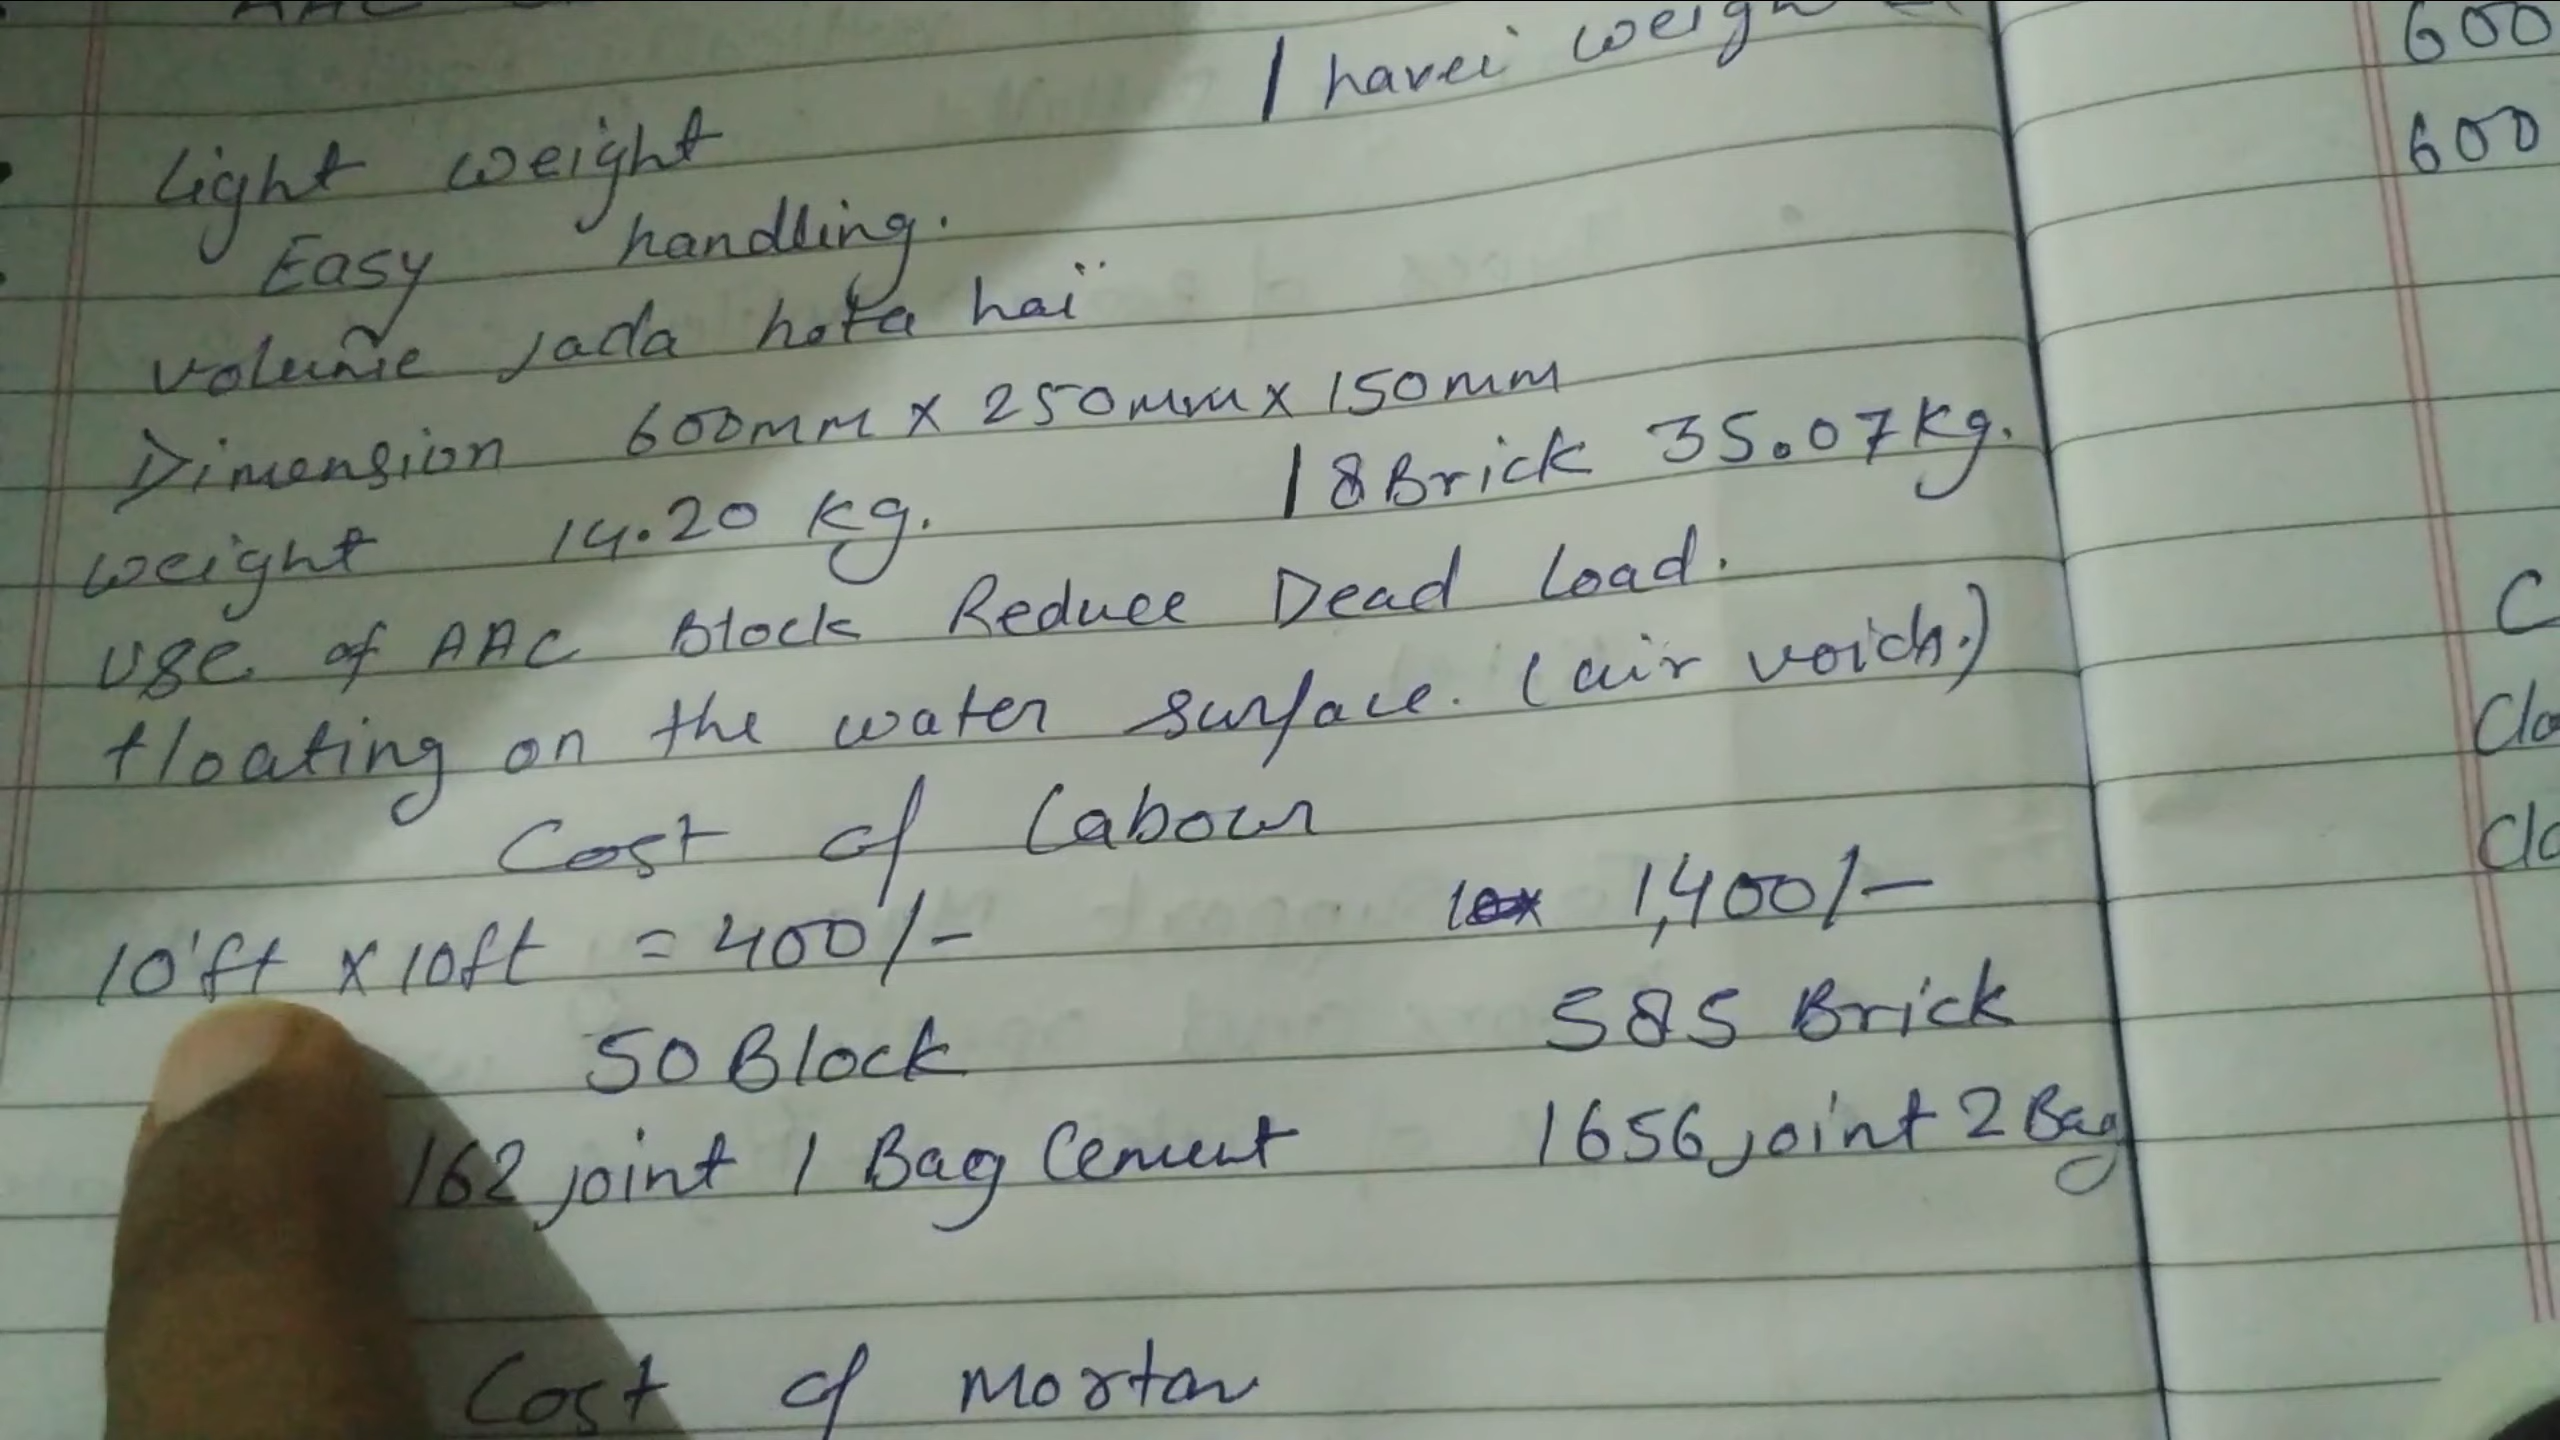 AAC
/ havei weigh
Light weight
Easy handling.
volume jada hota hai
Dimension 600mm x 250mm x 150mm
weight 14.20 kg. / 8 Brick 35.07 kg.
use of AAC Block Reduce Dead Load.
floating on the water surface. (air voids.)
Cost of Labour
10'ft x 10ft = 400/- 1,400/-
50 Block 585 Brick
162 joint 1 Bag Cement 1656 joint 2 Bag
Cost of Mortar
600
600
C
Cla
Cla